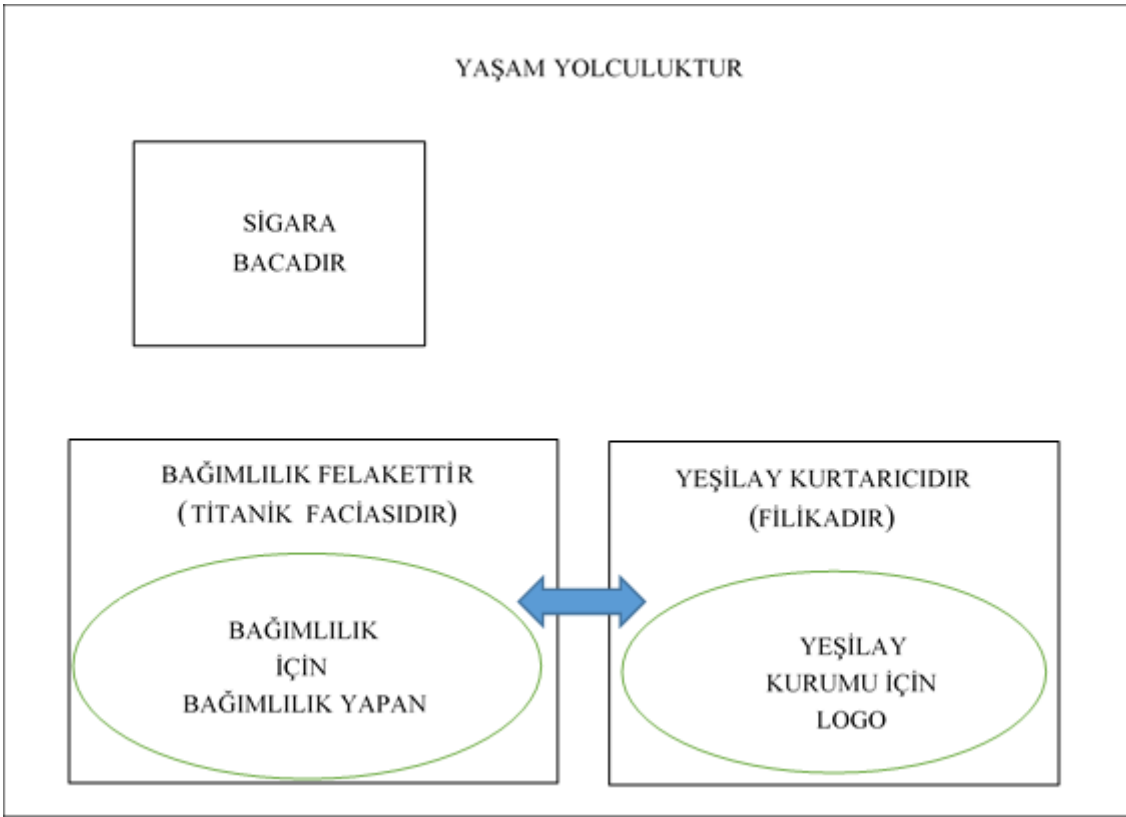 YAŞAM YOLCULUKTUR
SİGARA
BACADIR
BAĞIMLILIK FELAKETTİR
( TİTANİK FACİASIDIR)
BAĞIMLILIK
İÇİN
BAĞIMLILIK YAPAN
YEŞİLAY KURTARICIDIR
(FİLİKADIR)
YEŞİLAY
KURUMU İÇİN
LOGO